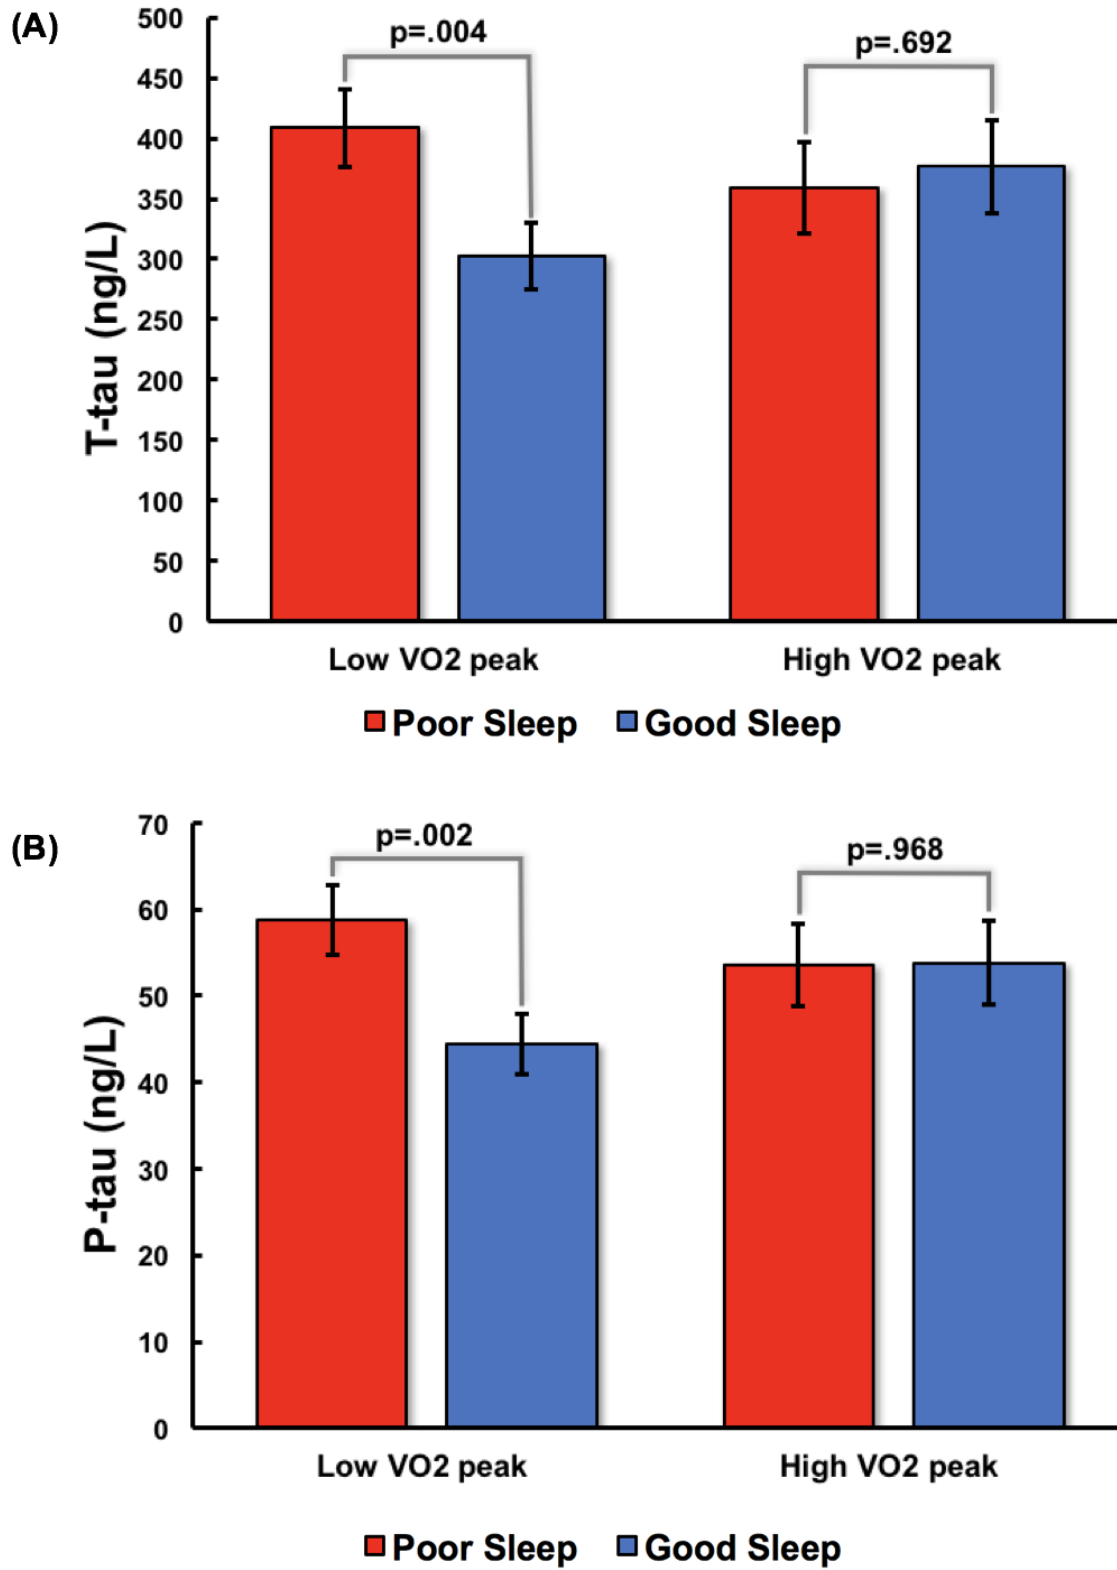 (A)
500
450
400
350
300
250
200
150
100
50
0
T-tau (ng/L)
p=.004
p=.692
Low VO2 peak
High VO2 peak
Poor Sleep
Good Sleep
(B)
70
60
50
40
30
20
10
0
P-tau (ng/L)
p=.002
p=.968
Low VO2 peak
High VO2 peak
Poor Sleep
Good Sleep